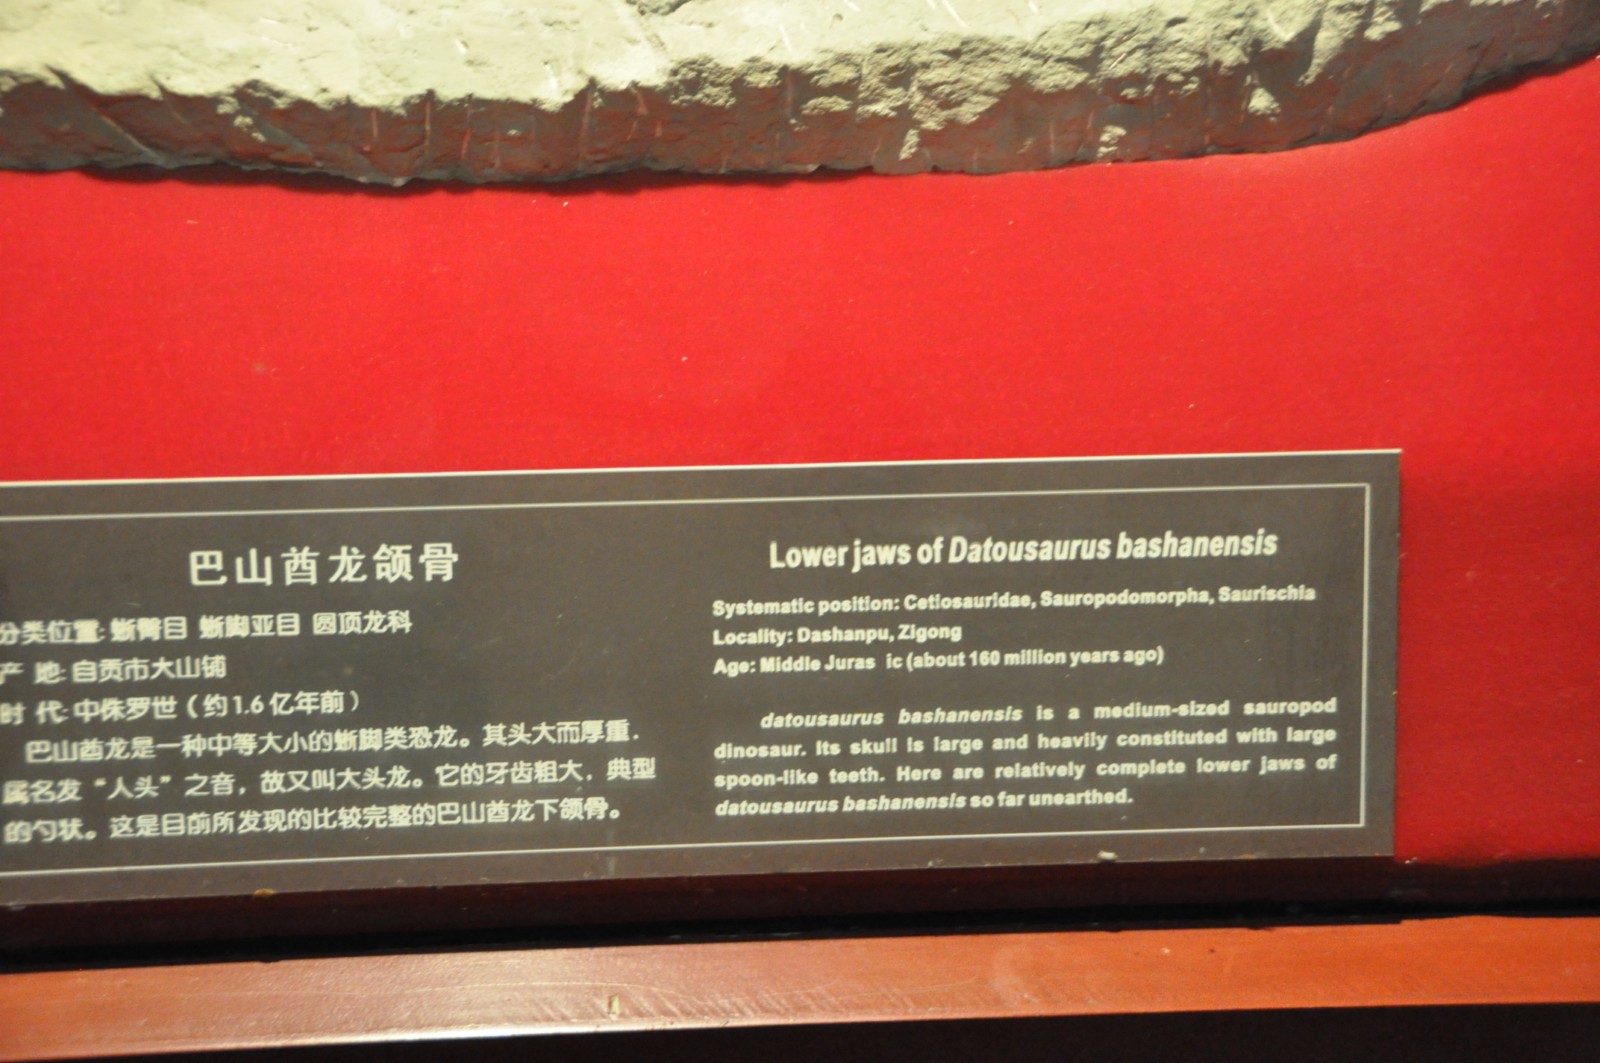 巴山酋龙颌骨
分类位置: 蜥臀目 蜥脚亚目 圆顶龙科
产 地: 自贡市大山铺
时 代: 中侏罗世（约1.6亿年前）
巴山酋龙是一种中等大小的蜥脚类恐龙。其头大而厚重，
属名发“人头”之音，故又叫大头龙。它的牙齿粗大，典型
的勺状。这是目前所发现的比较完整的巴山酋龙下颌骨。
Lower jaws of Datousaurus bashanensis
Systematic position: Cetiosauridae, Sauropodomorpha, Saurischia
Locality: Dashanpu, Zigong
Age: Middle Juras ic (about 160 million years ago)
datousaurus bashanensis is a medium-sized sauropod
dinosaur. Its skull is large and heavily constituted with large
spoon-like teeth. Here are relatively complete lower jaws of
datousaurus bashanensis so far unearthed.